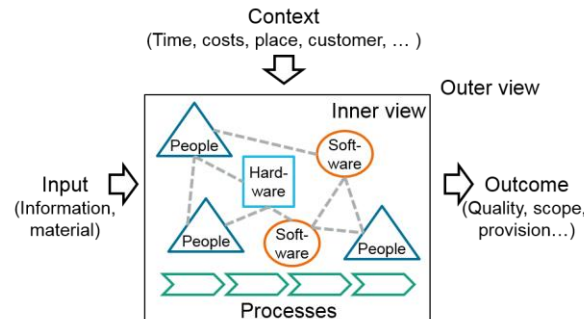 Context
(Time, costs, place, customer, … )
Outer view
Inner view
People
Soft-
ware
Hard-
ware
Input
(Information,
material)
Outcome
(Quality, scope,
provision…)
People
Soft-
ware
People
Processes